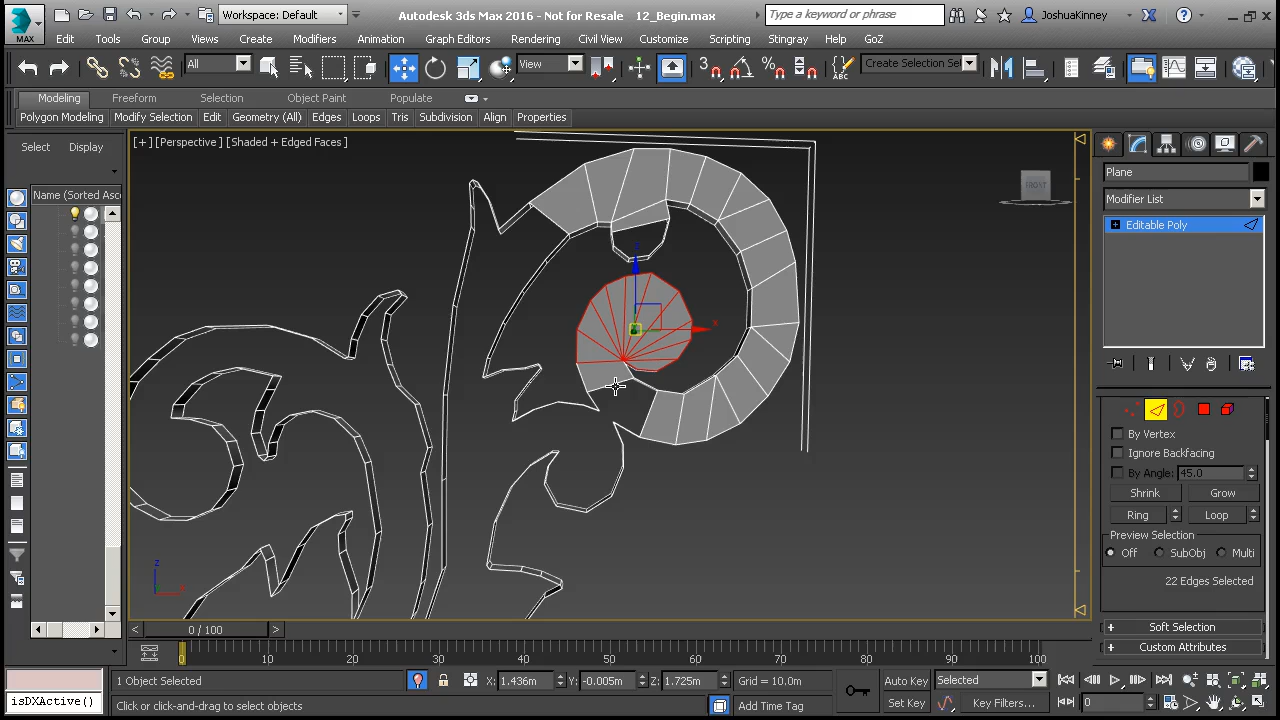 MAX
Workspace: Default
Autodesk 3ds Max 2016 - Not for Resale 12_Begin.max
Type a keyword or phrase
JoshuaKinney
Edit Tools Group Views Create Modifiers Animation Graph Editors Rendering Civil View Customize Scripting Stingray Help GoZ
All
View
3
Create Selection Se
Modeling Freeform Selection Object Paint Populate
Polygon Modeling Modify Selection Edit Geometry (All) Edges Loops Tris Subdivision Align Properties
Select Display
Name (Sorted Asc
[+] [Perspective] [Shaded + Edged Faces]
FRONT
z
x
z
x
Plane
Modifier List
Editable Poly
By Vertex
Ignore Backfacing
By Angle: 45.0
Shrink Grow
Ring Loop
Preview Selection
Off SubObj Multi
22 Edges Selected
+ Soft Selection
+ Custom Attributes
< 0 / 100 >
0 10 20 30 40 50 60 70 80 90 100
1 Object Selected
X: 1.436m Y: -0.005m Z: 1.725m Grid = 10.0m
Auto Key Selected
isDXActive()
Click or click-and-drag to select objects
Add Time Tag
Set Key Key Filters... 0